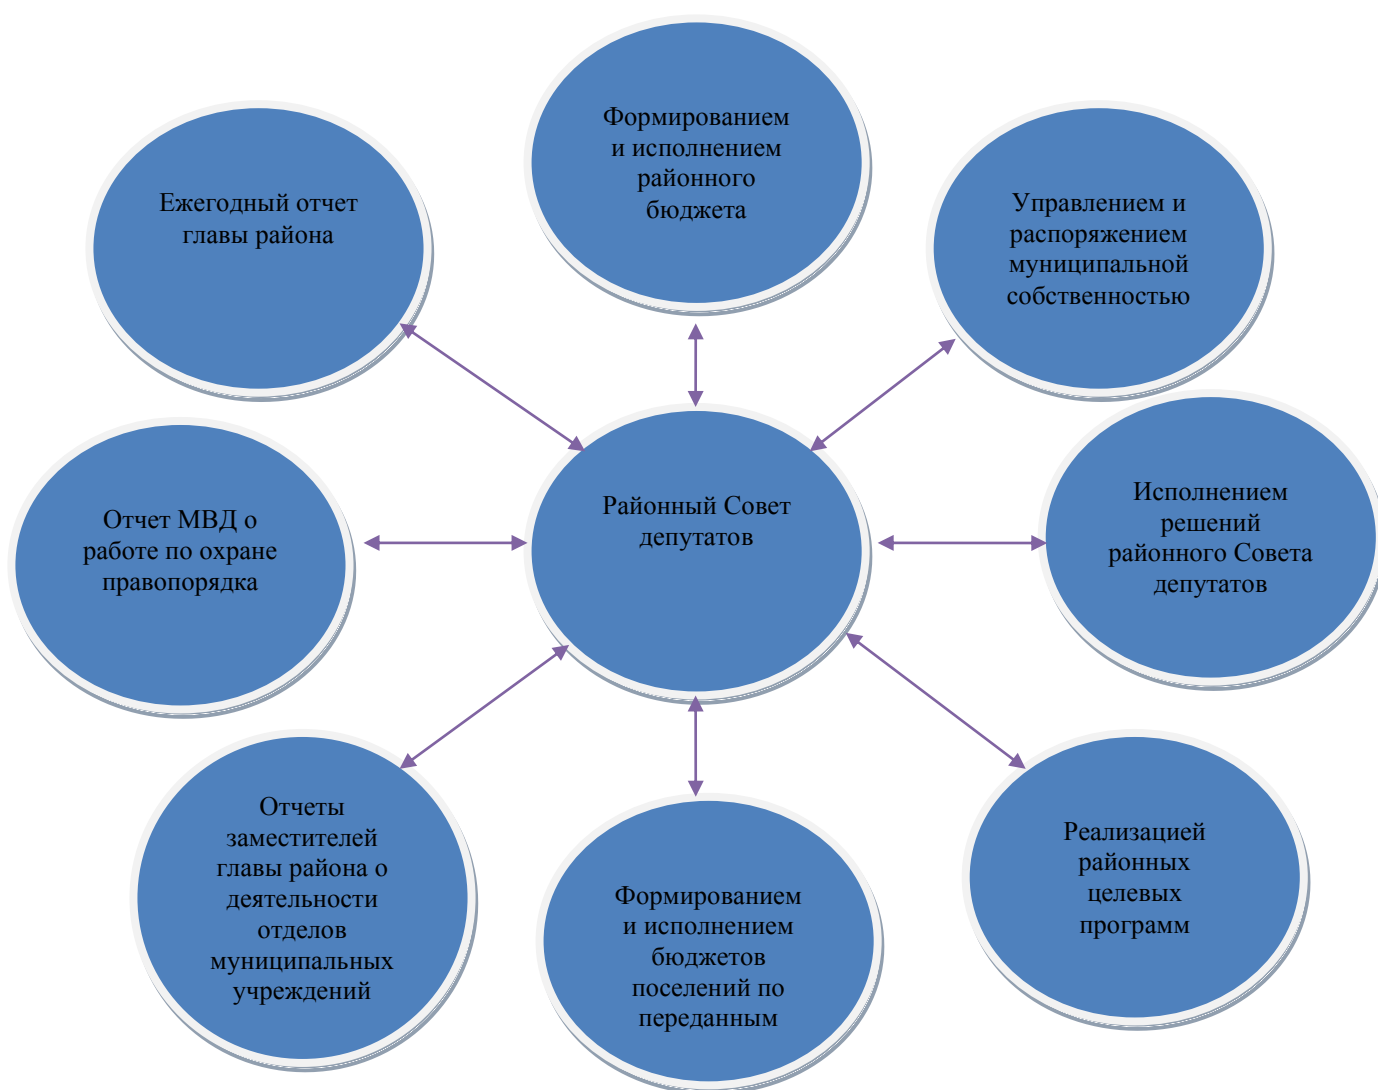 Формированием
и исполнением
районного
бюджета
Ежегодный отчет
главы района
Управлением и
распоряжением
муниципальной
собственностью
Отчет МВД о
работе по охране
правопорядка
Районный Совет
депутатов
Исполнением
решений
районного Совета
депутатов
Отчеты
заместителей
главы района о
деятельности
отделов
муниципальных
учреждений
Формированием
и исполнением
бюджетов
поселений по
переданным
Реализацией
районных
целевых
программ